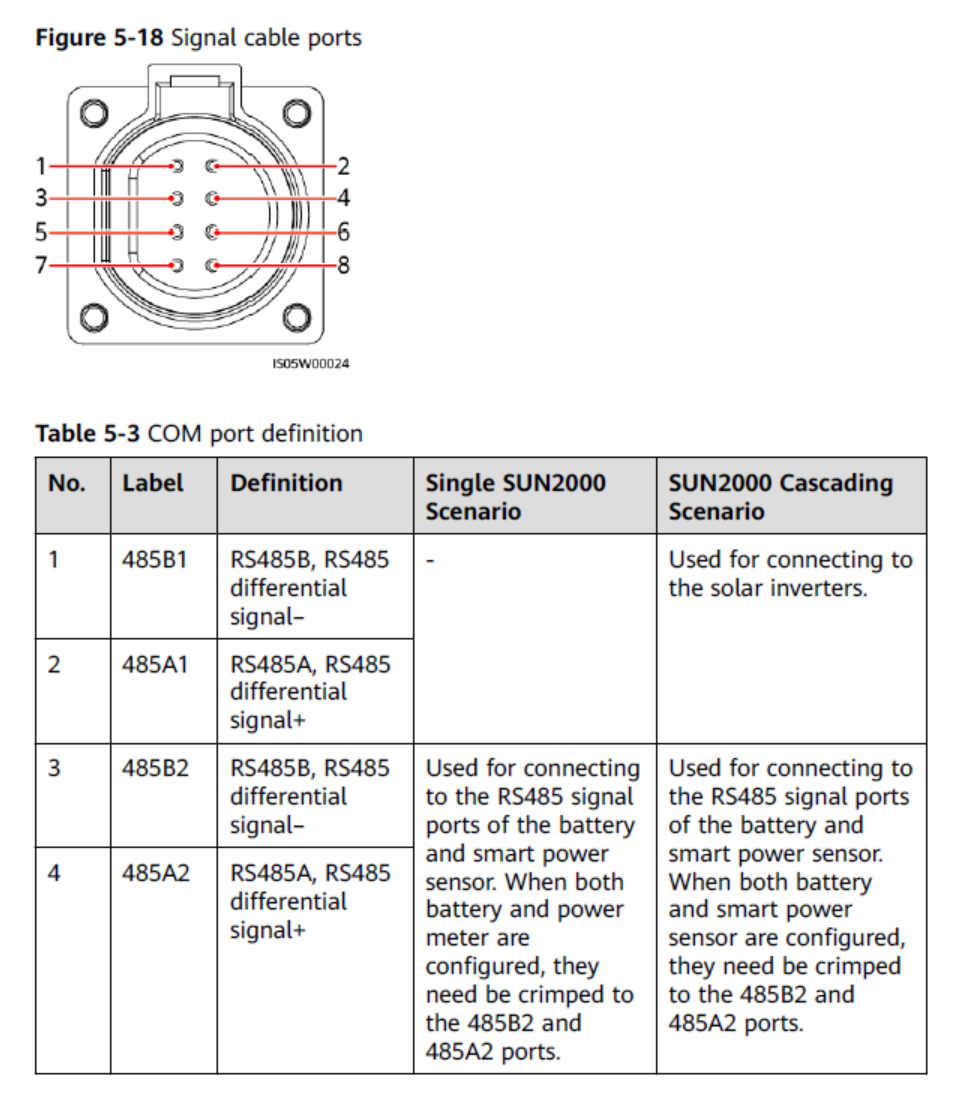 Figure 5-18 Signal cable ports
1 2
3 4
5 6
7 8
IS05W00024
Table 5-3 COM port definition
No. Label Definition Single SUN2000 Scenario SUN2000 Cascading Scenario
1 485B1 RS485B, RS485
differential
signal–
-
Used for connecting to
the solar inverters.
2 485A1 RS485A, RS485
differential
signal+
3 485B2 RS485B, RS485
differential
signal–
Used for connecting
to the RS485 signal
ports of the battery
and smart power
sensor. When both
battery and power
meter are
configured, they
need be crimped to
the 485B2 and
485A2 ports.
Used for connecting to
the RS485 signal ports
of the battery and
smart power sensor.
When both battery
and smart power
sensor are configured,
they need be crimped
to the 485B2 and
485A2 ports.
4 485A2 RS485A, RS485
differential
signal+